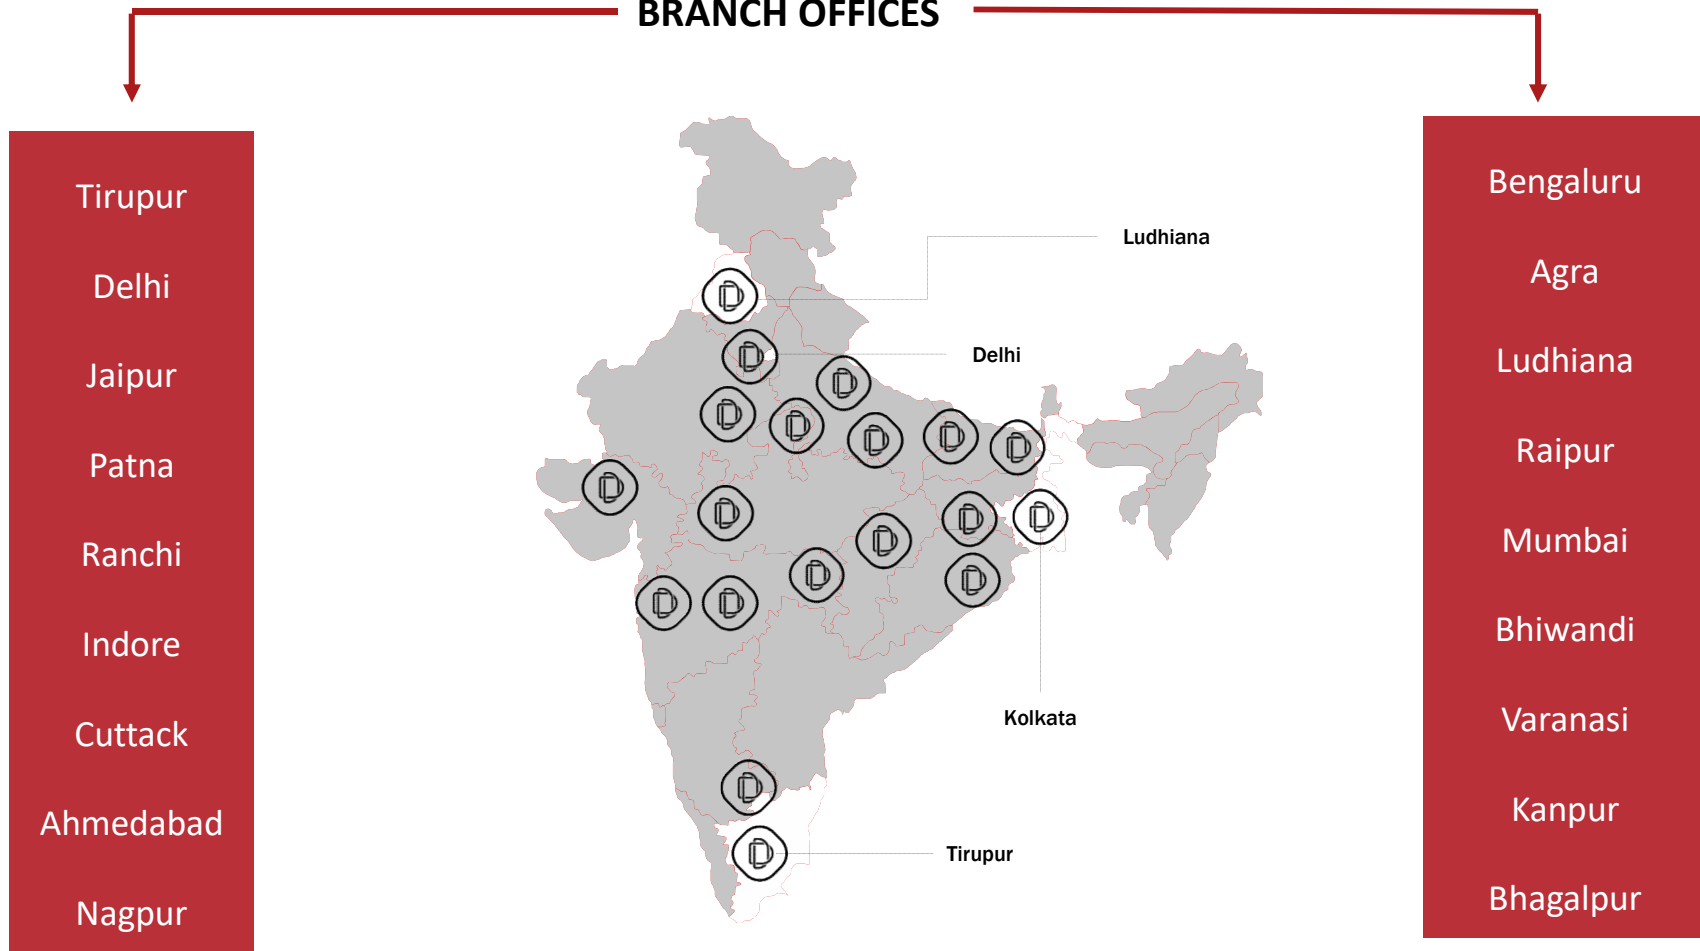 BRANCH OFFICES
Tirupur
Delhi
Jaipur
Patna
Ranchi
Indore
Cuttack
Ahmedabad
Nagpur
Ludhiana
Delhi
Kolkata
Tirupur
Bengaluru
Agra
Ludhiana
Raipur
Mumbai
Bhiwandi
Varanasi
Kanpur
Bhagalpur